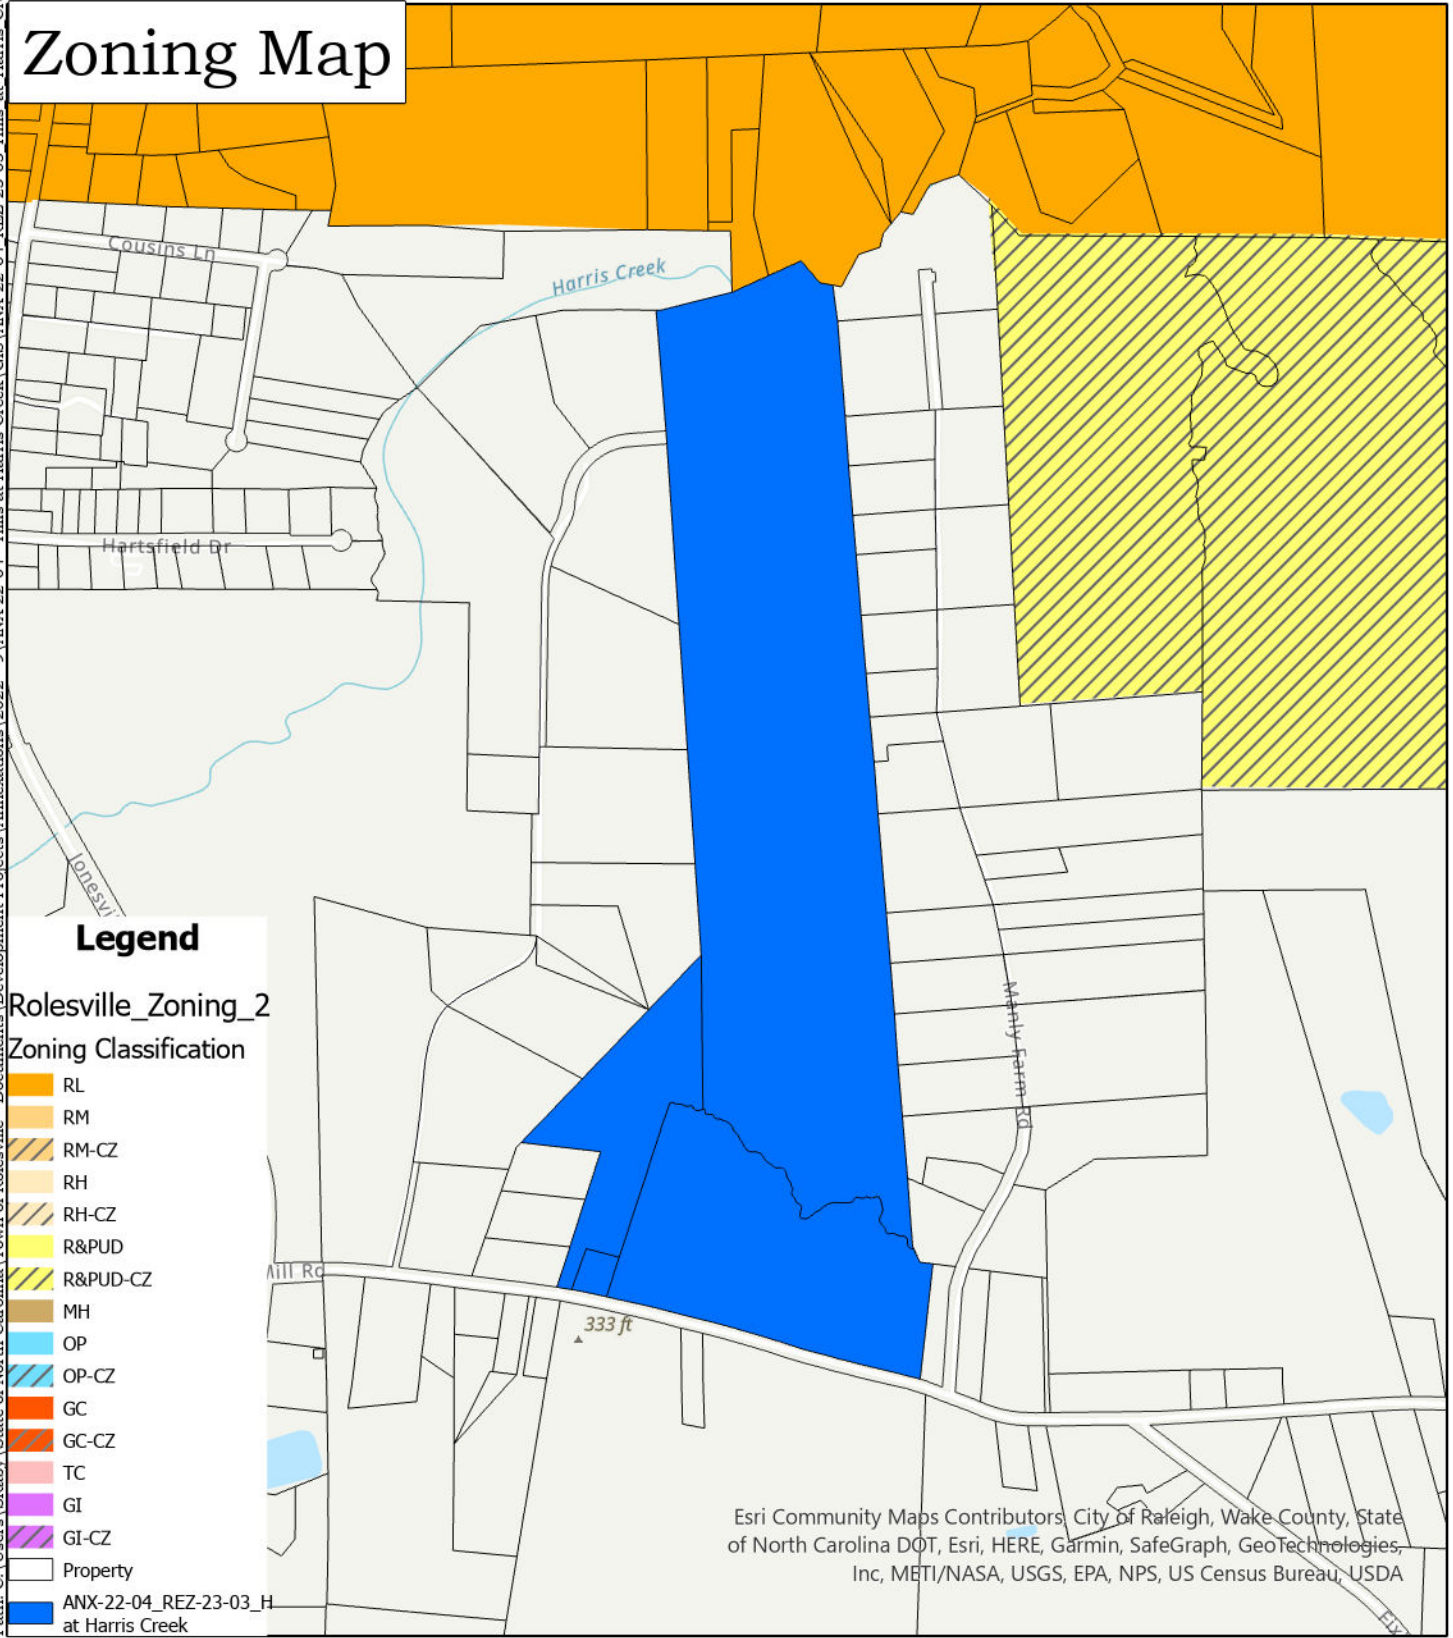 Zoning Map
Cousins Ln
Harris Creek
Hartsfield Dr
Jonesvi
Manly Farm Rd
Mill Rd
333 ft
Legend
Rolesville_Zoning_2
Zoning Classification
RL
RM
RM-CZ
RH
RH-CZ
R&PUD
R&PUD-CZ
MH
OP
OP-CZ
GC
GC-CZ
TC
GI
GI-CZ
Property
ANX-22-04_REZ-23-03_H
at Harris Creek
Esri Community Maps Contributors, City of Raleigh, Wake County, State
of North Carolina DOT, Esri, HERE, Garmin, SafeGraph, GeoTechnologies,
Inc, METI/NASA, USGS, EPA, NPS, US Census Bureau, USDA
Fix